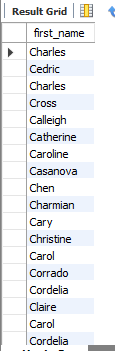 Result Grid
first_name
Charles
Cedric
Charles
Cross
Calleigh
Catherine
Caroline
Casanova
Chen
Charmian
Cary
Christine
Carol
Corrado
Cordelia
Claire
Carol
Cordelia